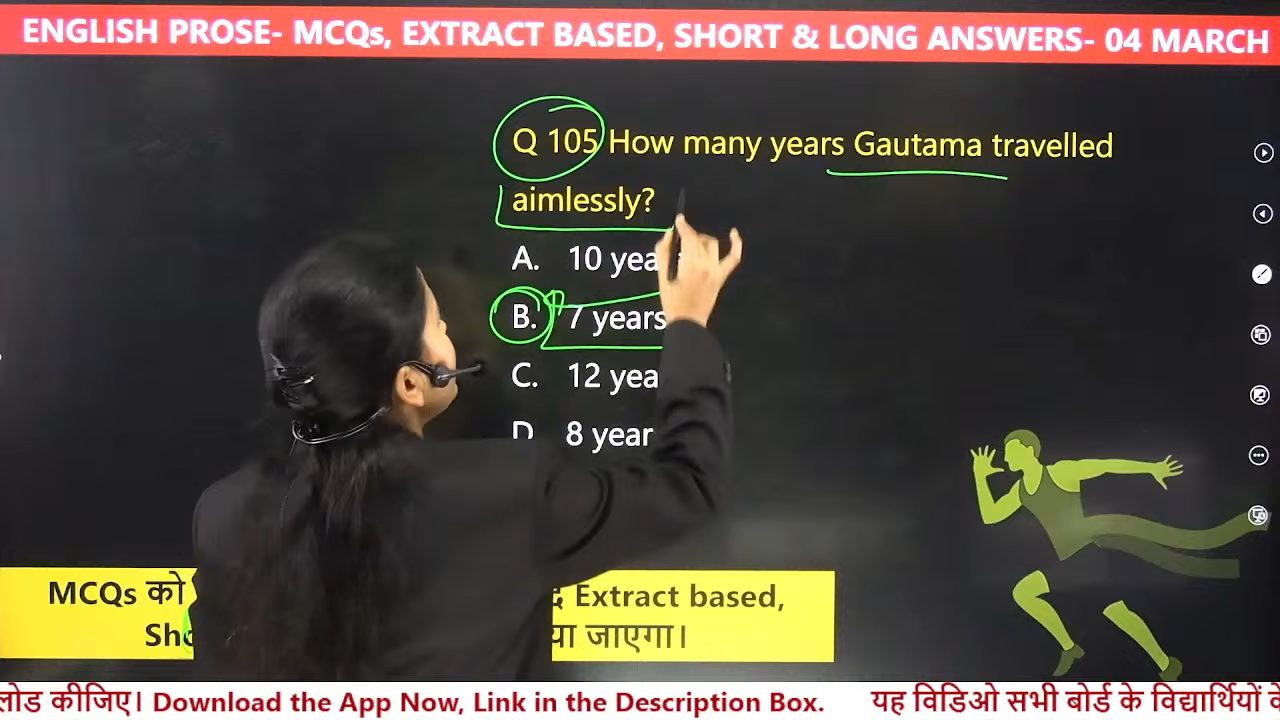 ENGLISH PROSE- MCQs, EXTRACT BASED, SHORT & LONG ANSWERS- 04 MARCH
Q 105 How many years Gautama travelled
aimlessly?
A. 10 yea
B. 7 years
C. 12 yea
D. 8 year
MCQs को Extract based,
Sho या जाएगा।
लोड कीजिए। Download the App Now, Link in the Description Box. यह विडिओ सभी बोर्ड के विद्यार्थियों के